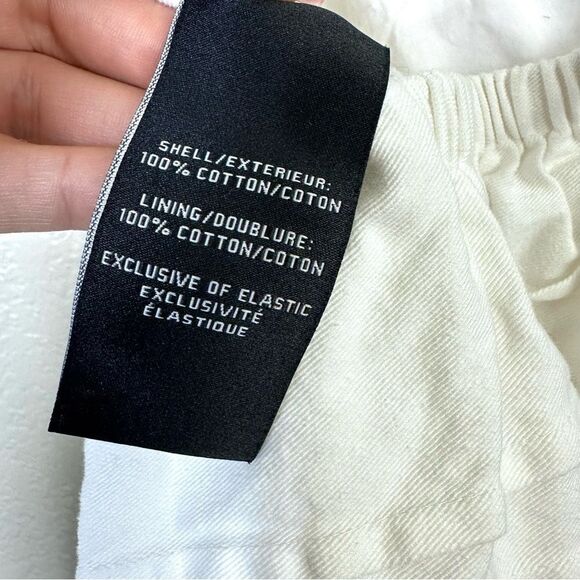 SHELL/EXTERIEUR:
100% COTTON/COTON
LINING/DOUBLURE:
100% COTTON/COTON
EXCLUSIVE OF ELASTIC
EXCLUSIVITÉ
ÉLASTIQUE